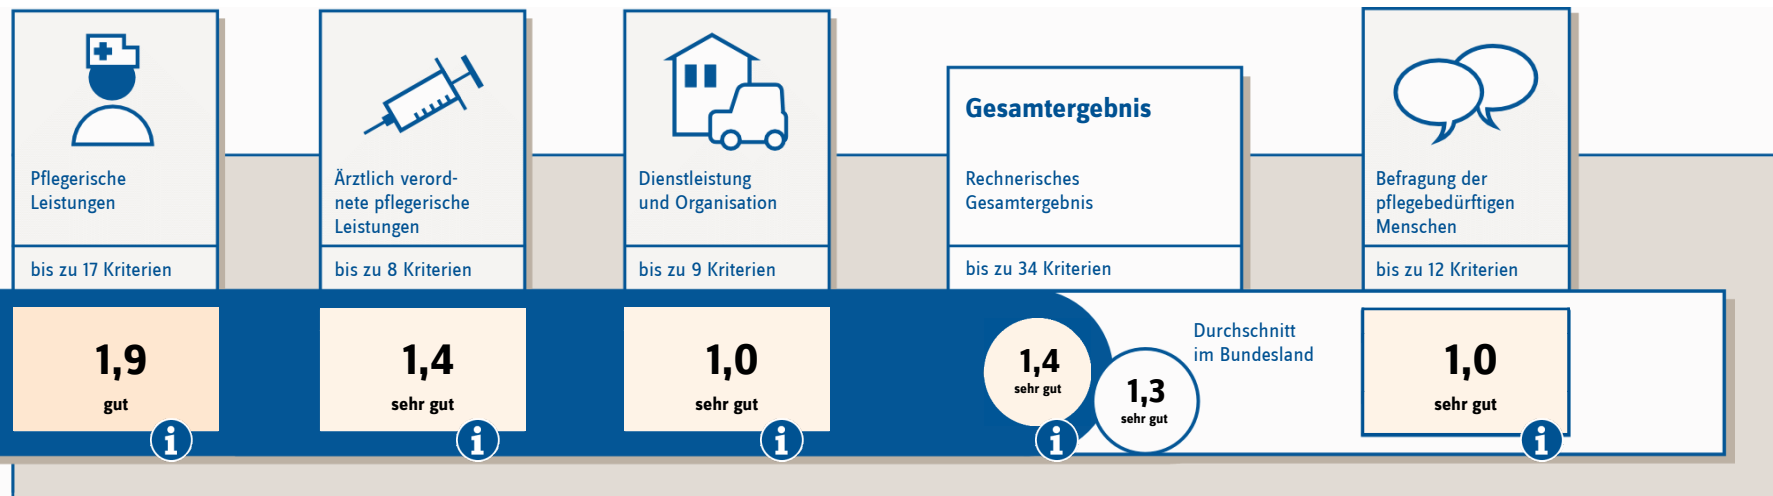 Pflegerische
Leistungen
bis zu 17 Kriterien
1,9
gut
i
Ärztlich verord-
nete pflegerische
Leistungen
bis zu 8 Kriterien
1,4
sehr gut
i
Dienstleistung
und Organisation
bis zu 9 Kriterien
1,0
sehr gut
i
Gesamtergebnis
Rechnerisches
Gesamtergebnis
bis zu 34 Kriterien
1,4
sehr gut
i
1,3
sehr gut
Durchschnitt
im Bundesland
Befragung der
pflegebedürftigen
Menschen
bis zu 12 Kriterien
1,0
sehr gut
i